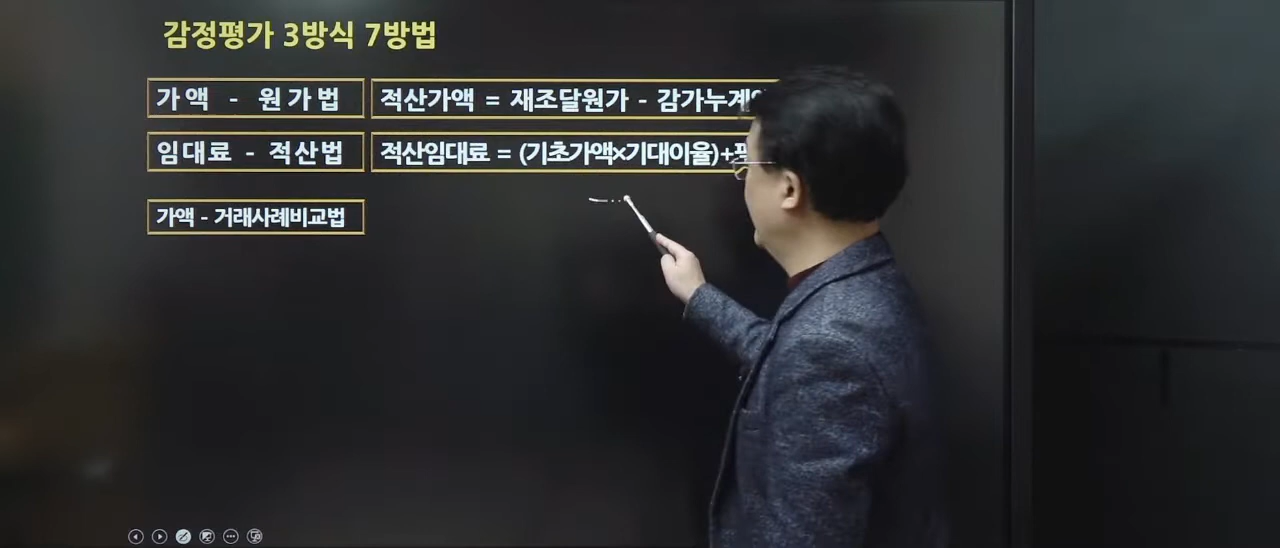 감정평가 3방식 7방법
가액 - 원가법 적산가액 = 재조달원가 - 감가누계
임대료 - 적산법 적산임대료 = (기초가액×기대이율)+
가액 - 거래사례비교법